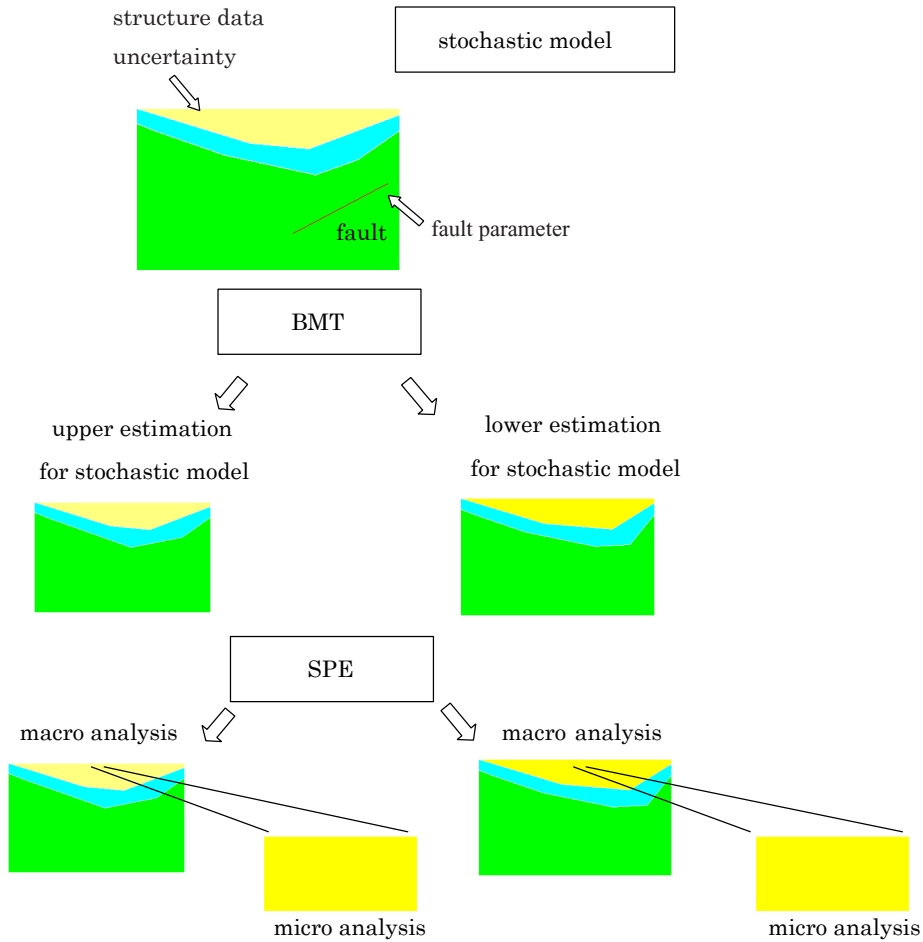 structure data
uncertainty
stochastic model
fault
fault parameter
BMT
upper estimation
for stochastic model
lower estimation
for stochastic model
SPE
macro analysis
macro analysis
micro analysis
micro analysis